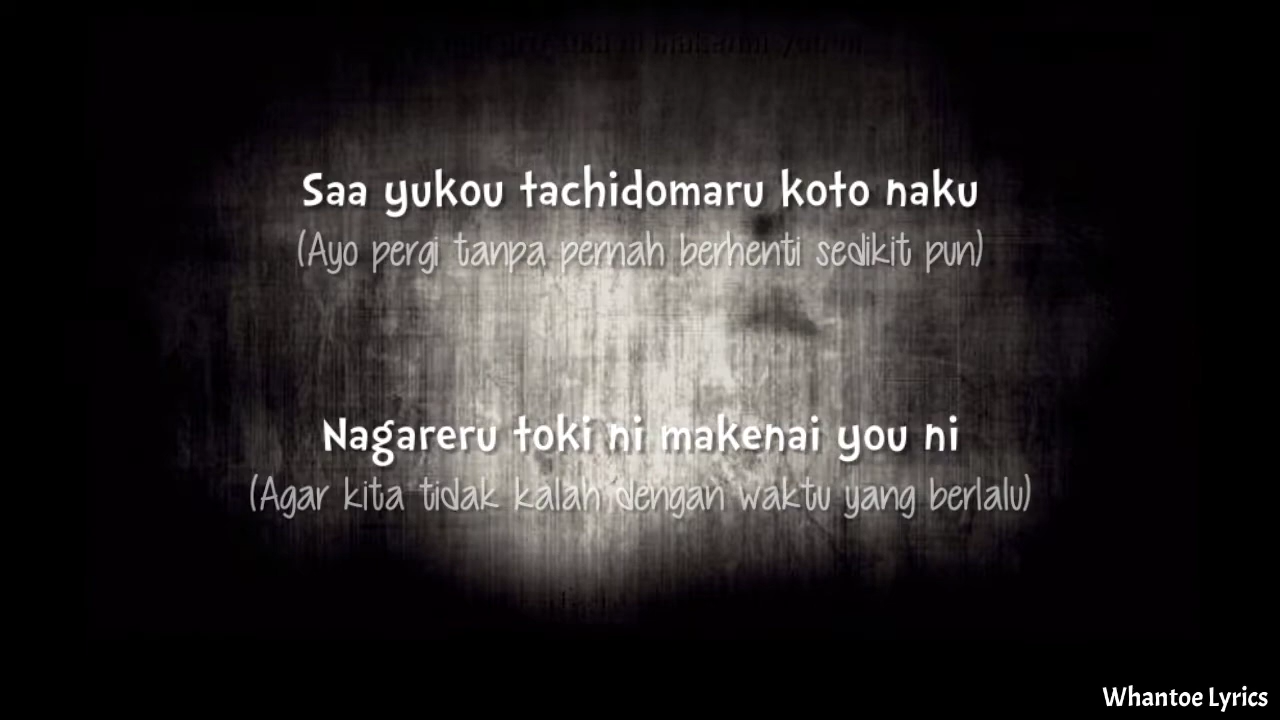 Saa yukou tachidomaru koto naku
(Ayo pergi tanpa pernah berhenti sedikit pun)
Nagareru toki ni makenai you ni
(Agar kita tidak kalah dengan waktu yang berlalu)
Whantoe Lyrics